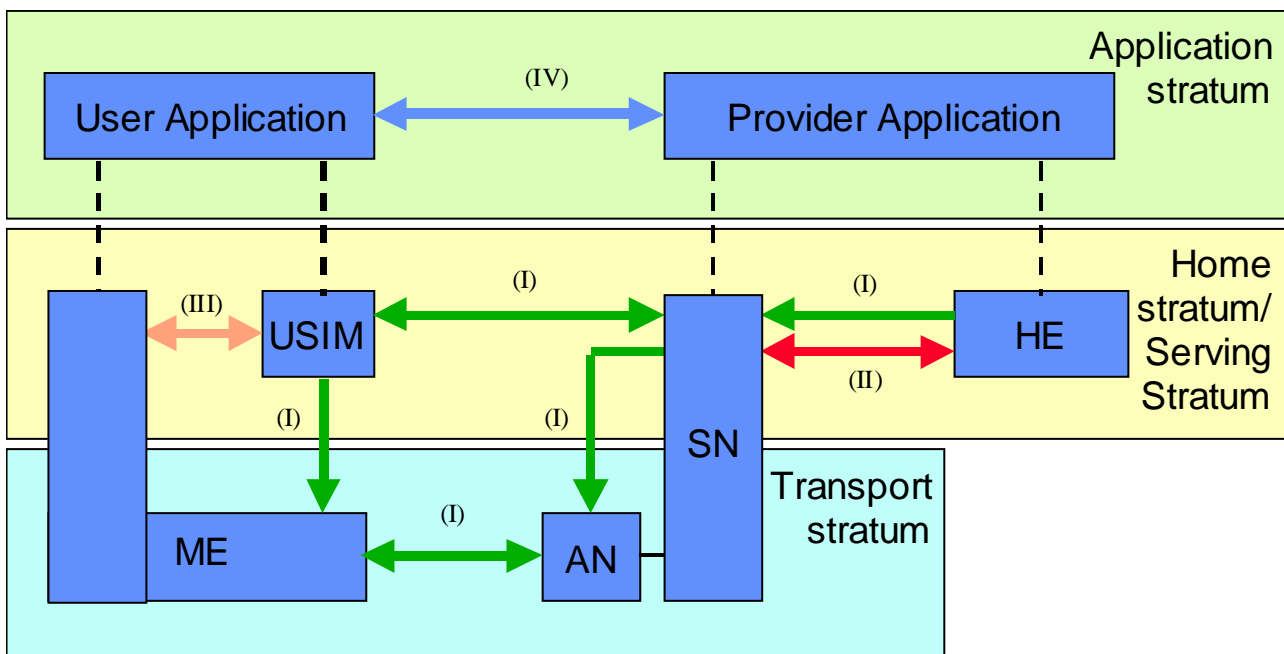 Application
stratum
(IV)
User Application
Provider Application
Home
stratum/
Serving
Stratum
(I)
(I)
(III)
USIM
HE
(II)
(I)
(I)
SN
Transport
stratum
(I)
ME
AN